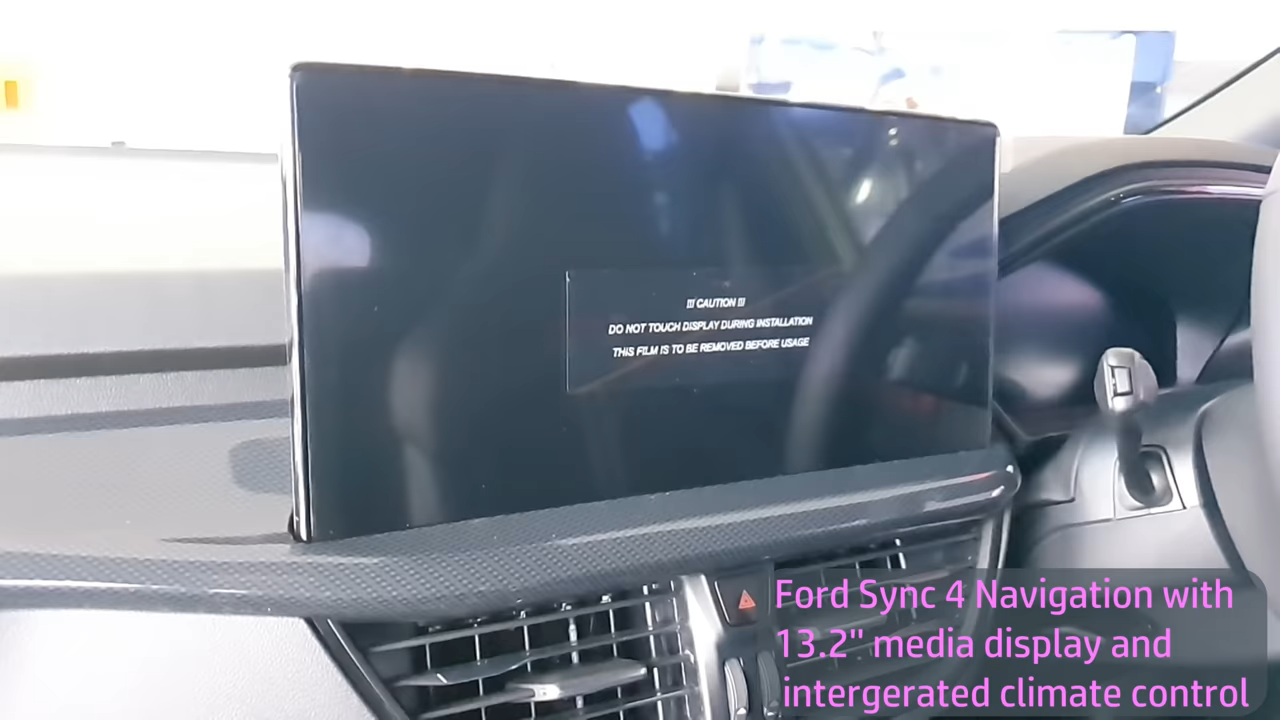 !!! CAUTION !!!
DO NOT TOUCH DISPLAY DURING INSTALLATION
THIS FILM IS TO BE REMOVED BEFORE USAGE
Ford Sync 4 Navigation with
13.2" media display and
intergerated climate control